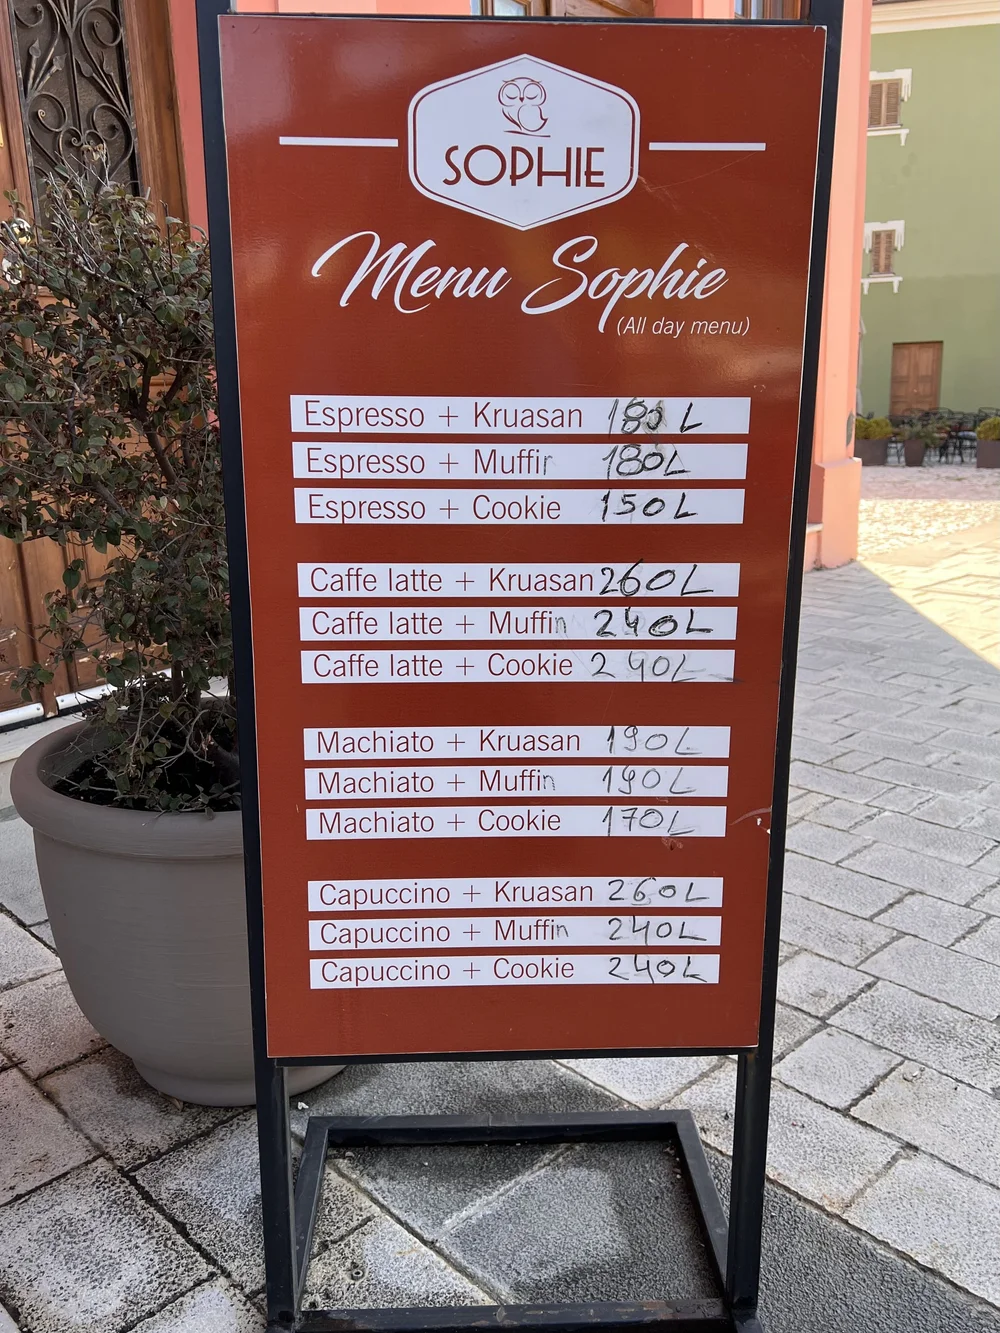 SOPHIE
Menu Sophie
(All day menu)
Espresso + Kruasan 180 L
Espresso + Muffin 180L
Espresso + Cookie 150L
Caffe latte + Kruasan 260L
Caffe latte + Muffin 240L
Caffe latte + Cookie 240L
Machiato + Kruasan 190L
Machiato + Muffin 190L
Machiato + Cookie 170L
Capuccino + Kruasan 260L
Capuccino + Muffin 240L
Capuccino + Cookie 240L